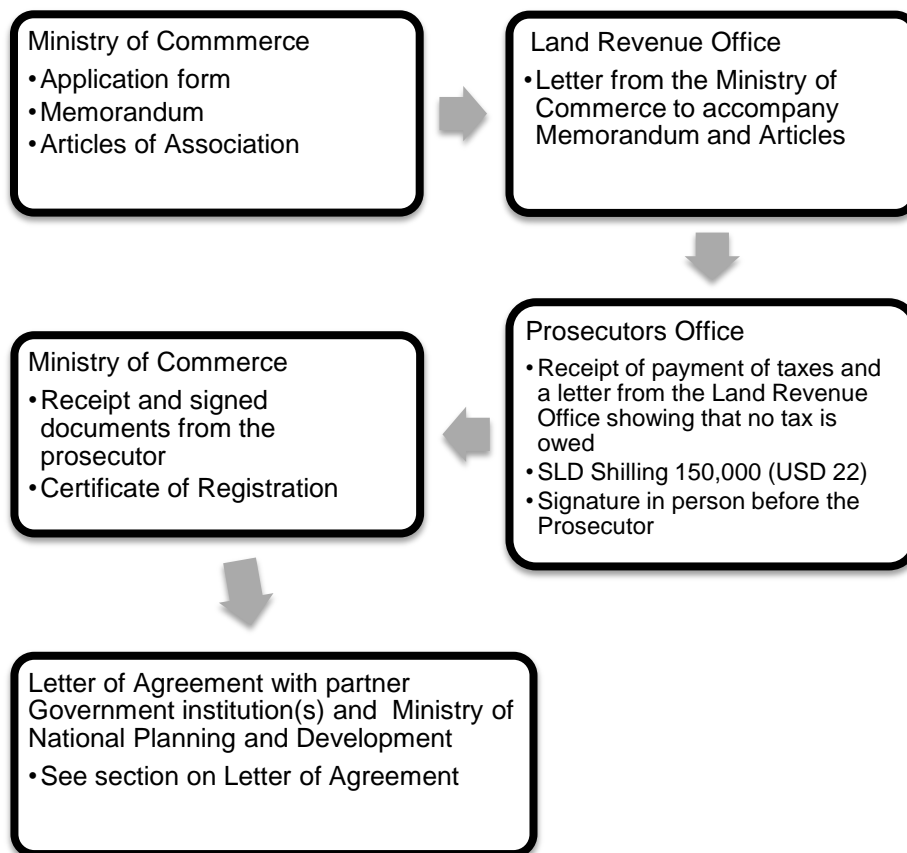 Ministry of Commmerce
•Application form
•Memorandum
•Articles of Association
Land Revenue Office
•Letter from the Ministry of
Commerce to accompany
Memorandum and Articles
Prosecutors Office
•Receipt of payment of taxes and
a letter from the Land Revenue
Office showing that no tax is
owed
•SLD Shilling 150,000 (USD 22)
•Signature in person before the
Prosecutor
Ministry of Commerce
•Receipt and signed
documents from the
prosecutor
•Certificate of Registration
Letter of Agreement with partner
Government institution(s) and Ministry of
National Planning and Development
•See section on Letter of Agreement